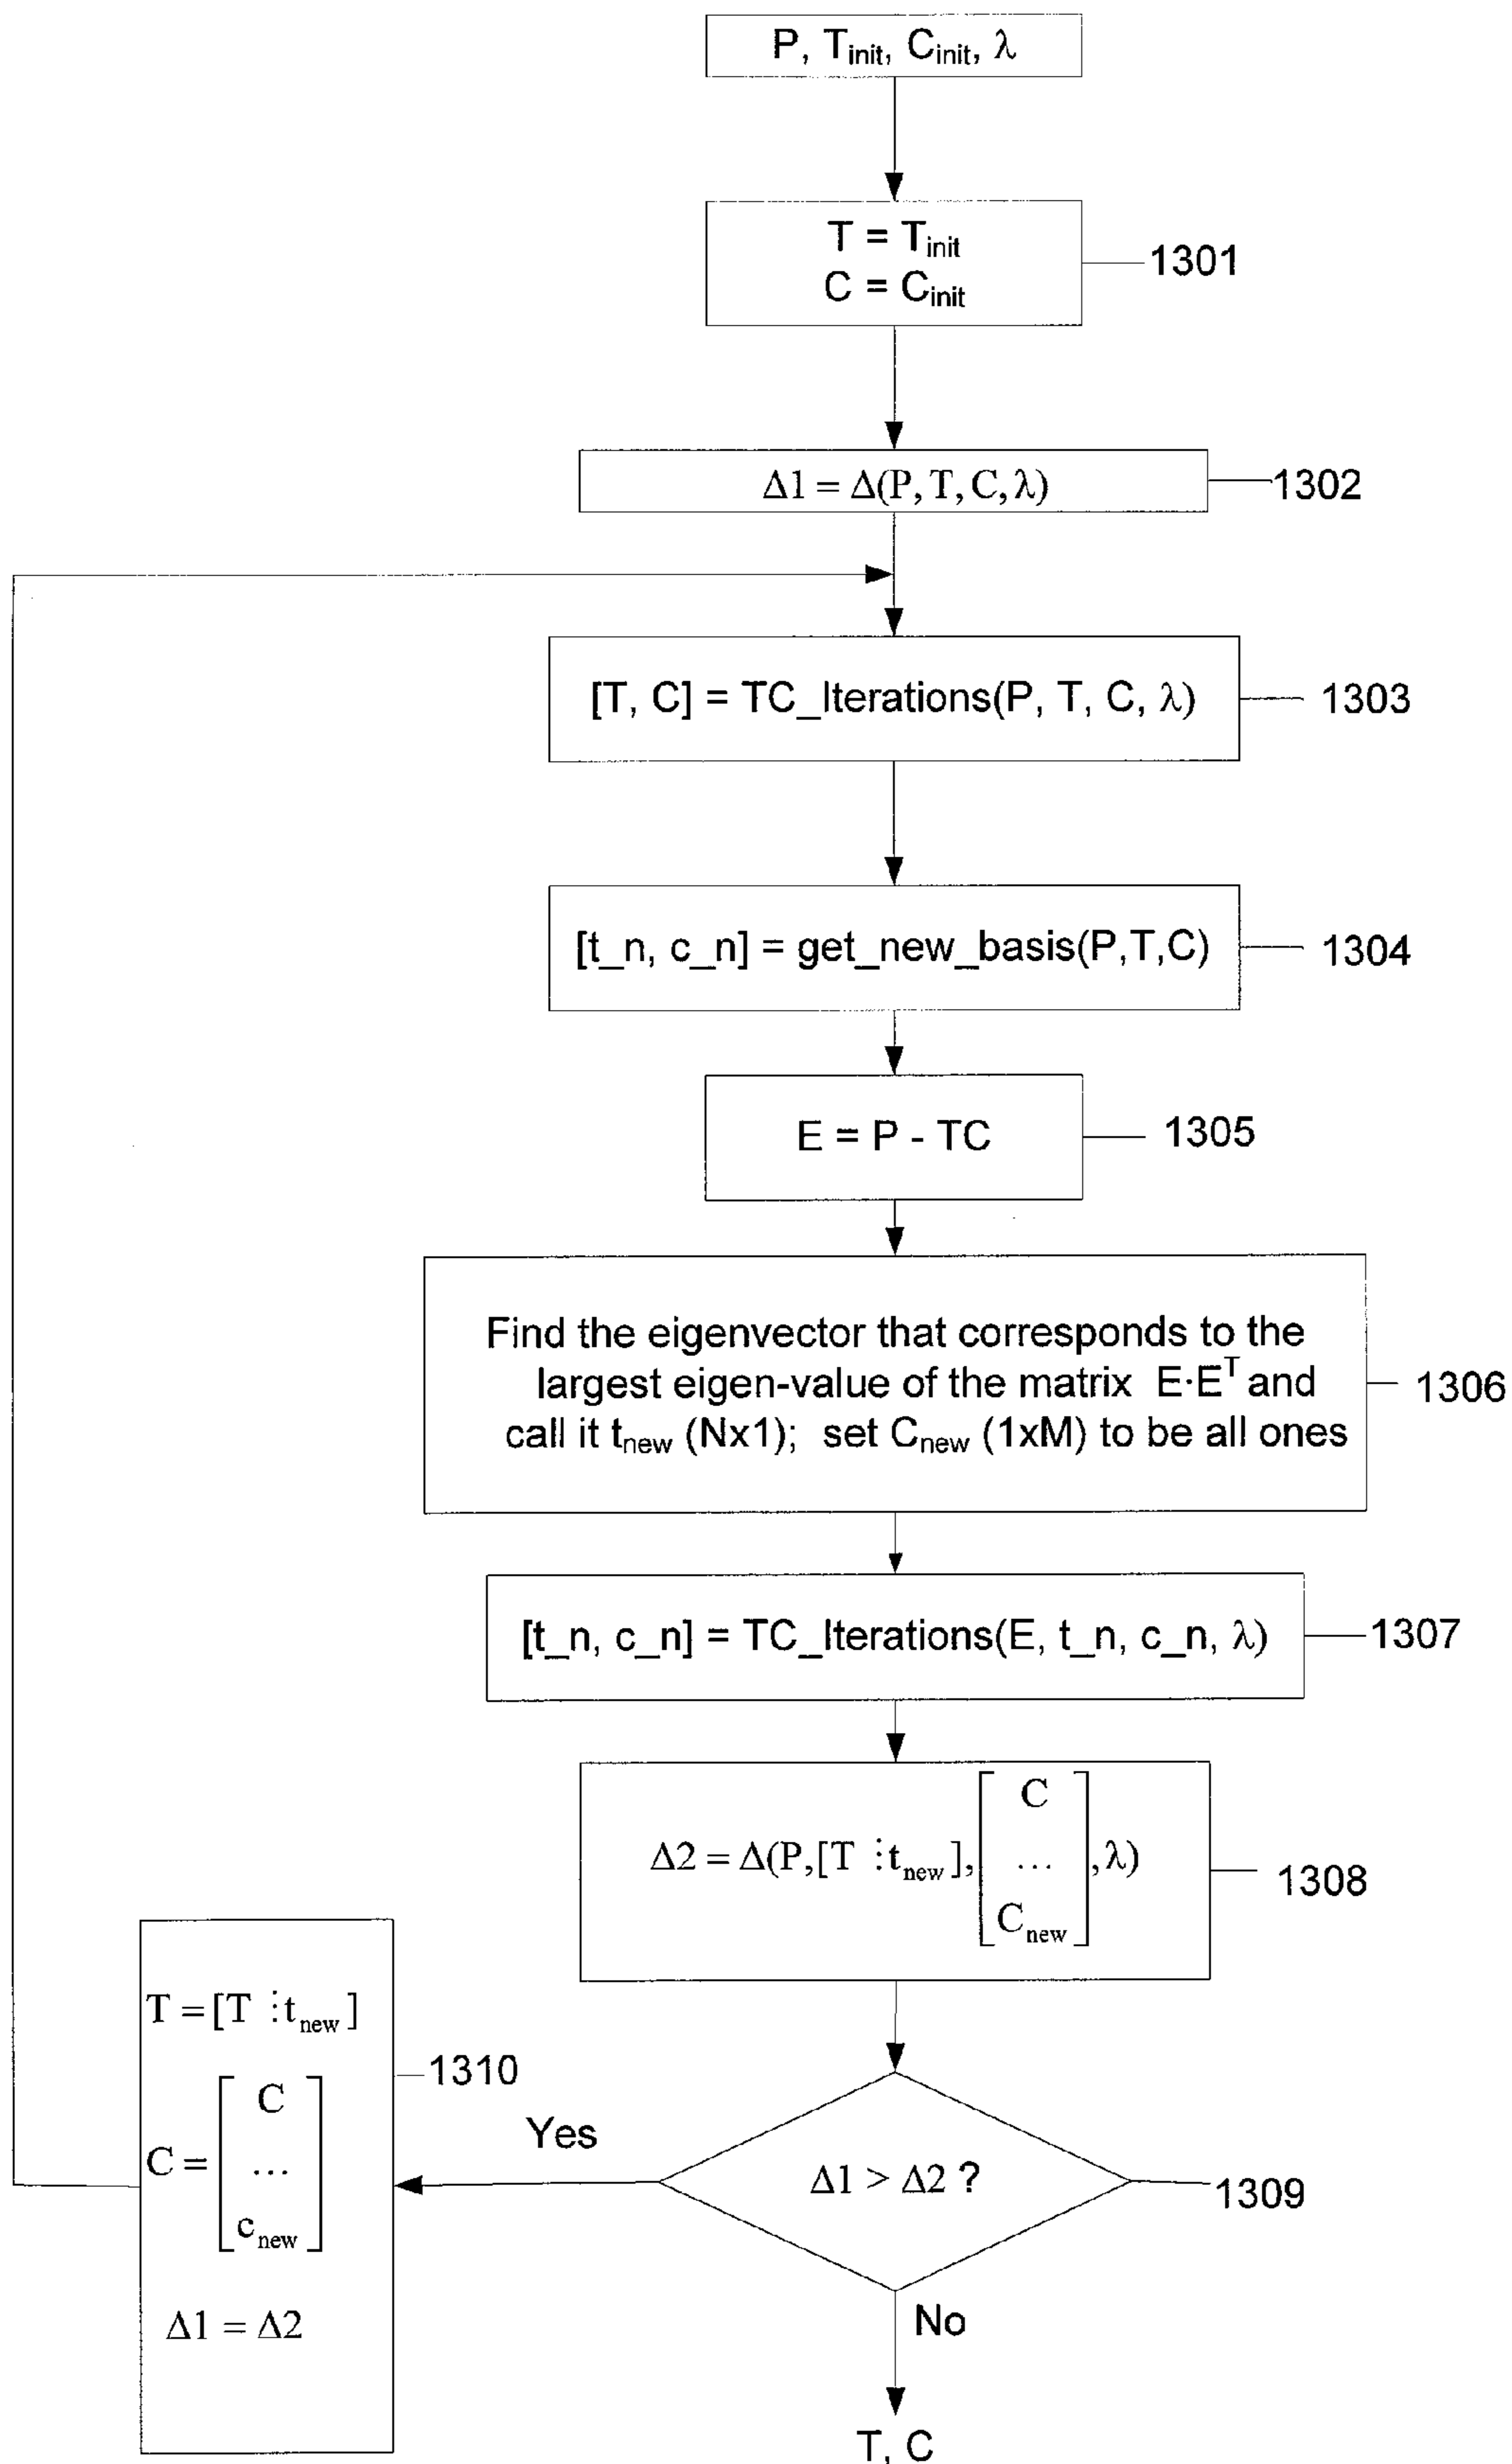 P, T_init, C_init, λ
T = T_init
C = C_init
1301
Δ1 = Δ(P, T, C, λ)
1302
[T, C] = TC_Iterations(P, T, C, λ)
1303
[t_n, c_n] = get_new_basis(P,T,C)
1304
E = P - TC
1305
Find the eigenvector that corresponds to the
largest eigen-value of the matrix E·E^T and
call it t_new (Nx1); set C_new (1xM) to be all ones
1306
[t_n, c_n] = TC_Iterations(E, t_n, c_n, λ)
1307
Δ2 = Δ(P,[T ⋮t_new],[C ... C_new], λ)
1308
Δ1 > Δ2 ?
1309
Yes
T = [T ⋮t_new]
C = [C ... c_new]
Δ1 = Δ2
1310
No
T, C